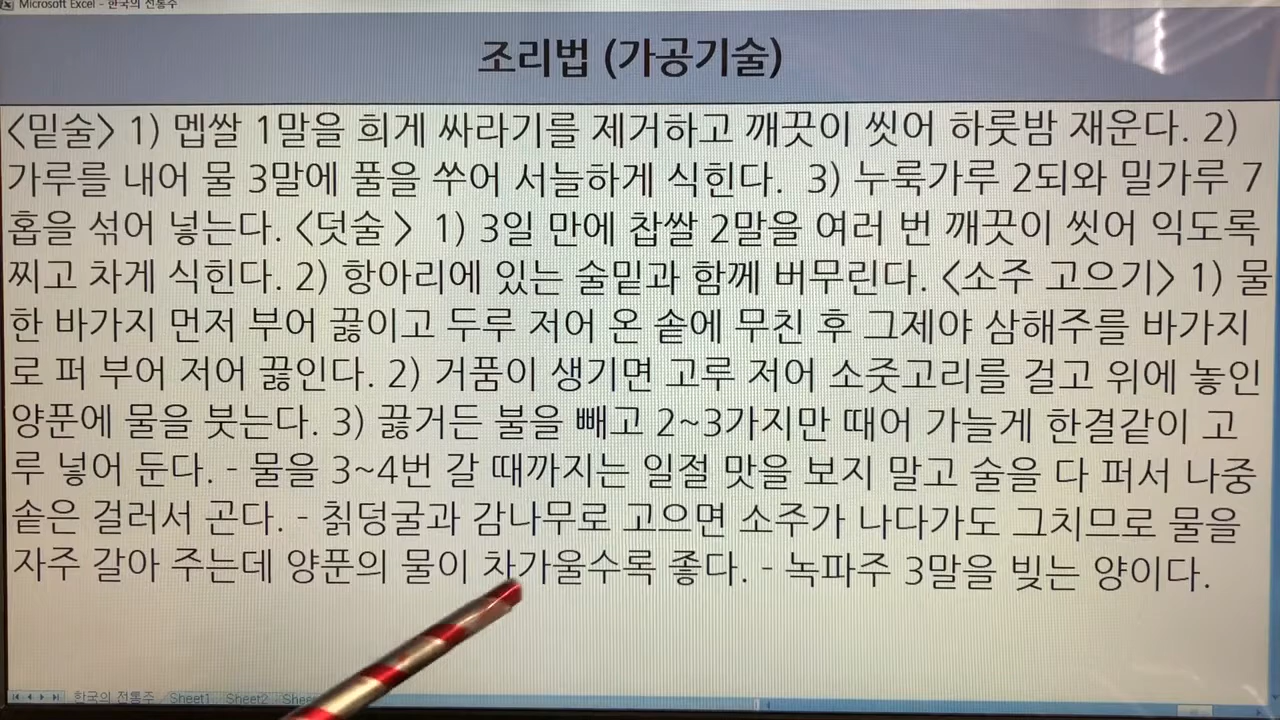 Microsoft Excel - 한국의 전통주
조리법 (가공기술)
<밑술> 1) 멥쌀 1말을 희게 싸라기를 제거하고 깨끗이 씻어 하룻밤 재운다. 2)
가루를 내어 물 3말에 풀을 쑤어 서늘하게 식힌다. 3) 누룩가루 2되와 밀가루 7
홉을 섞어 넣는다. <덧술 > 1) 3일 만에 찹쌀 2말을 여러 번 깨끗이 씻어 익도록
찌고 차게 식힌다. 2) 항아리에 있는 술밑과 함께 버무린다. <소주 고으기> 1) 물
한 바가지 먼저 부어 끓이고 두루 저어 온 솥에 무친 후 그제야 삼해주를 바가지
로 퍼 부어 저어 끓인다. 2) 거품이 생기면 고루 저어 소줏고리를 걸고 위에 놓인
양푼에 물을 붓는다. 3) 끓거든 불을 빼고 2~3가지만 때어 가늘게 한결같이 고
루 넣어 둔다. - 물을 3~4번 갈 때까지는 일절 맛을 보지 말고 술을 다 퍼서 나중
솥은 걸러서 곤다. - 칡덩굴과 감나무로 고으면 소주가 나다가도 그치므로 물을
자주 갈아 주는데 양푼의 물이 차가울수록 좋다. - 녹파주 3말을 빚는 양이다.
한국의 전통주 Sheet1 Sheet2